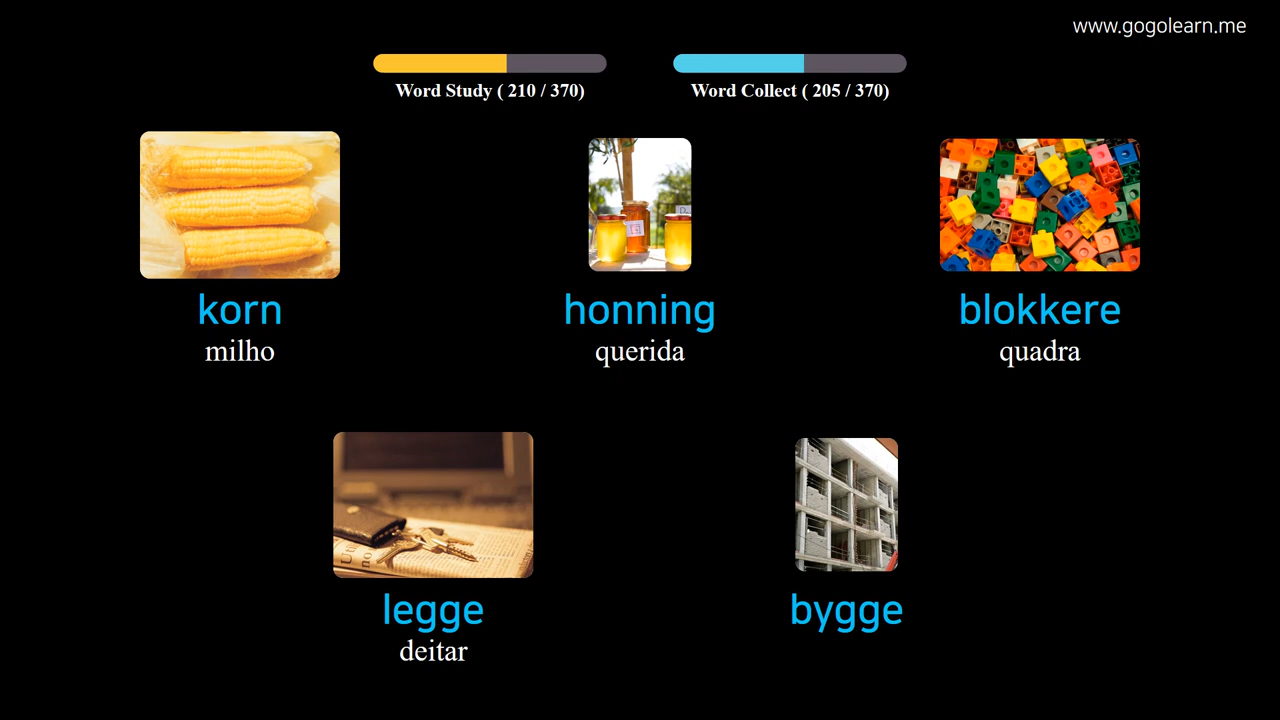 www.gogolearn.me
Word Study ( 210 / 370)
Word Collect ( 205 / 370)
korn
milho
honning
querida
blokkere
quadra
legge
deitar
bygge